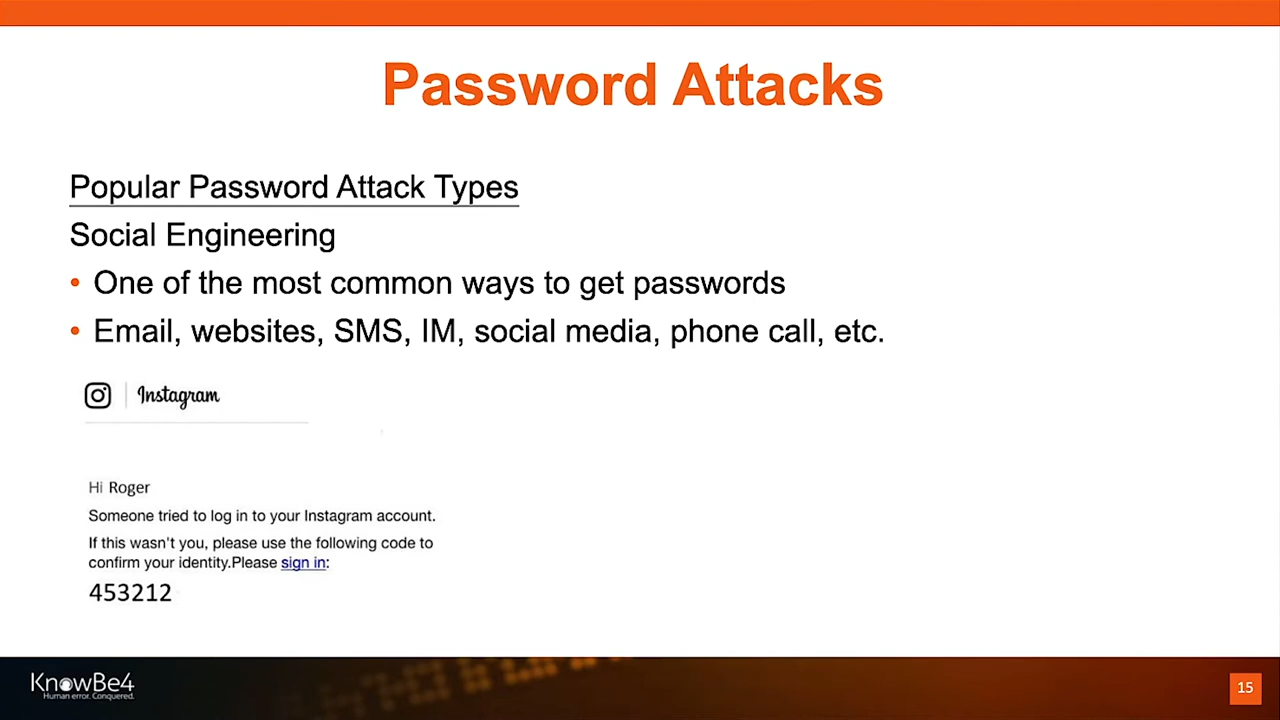 Password Attacks
Popular Password Attack Types
Social Engineering
• One of the most common ways to get passwords
• Email, websites, SMS, IM, social media, phone call, etc.
Instagram
Hi Roger
Someone tried to log in to your Instagram account.
If this wasn't you, please use the following code to
confirm your identity.Please sign in:
453212
KnowBe4
Human error. Conquered.
15